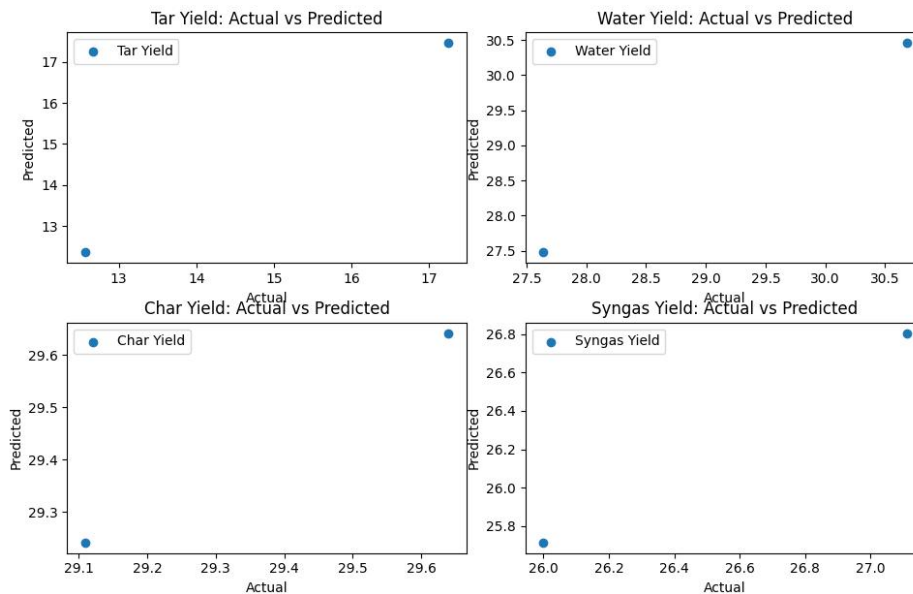 Tar Yield: Actual vs Predicted
Tar Yield
17
16
15
14
13
Predicted
13 14 15 16 17
Actual
Water Yield: Actual vs Predicted
Water Yield
30.5
30.0
29.5
29.0
28.5
28.0
27.5
Predicted
27.5 28.0 28.5 29.0 29.5 30.0 30.5
Actual
Char Yield: Actual vs Predicted
Char Yield
29.6
29.5
29.4
29.3
Predicted
29.1 29.2 29.3 29.4 29.5 29.6
Actual
Syngas Yield: Actual vs Predicted
Syngas Yield
26.8
26.6
26.4
26.2
26.0
25.8
Predicted
26.0 26.2 26.4 26.6 26.8 27.0
Actual